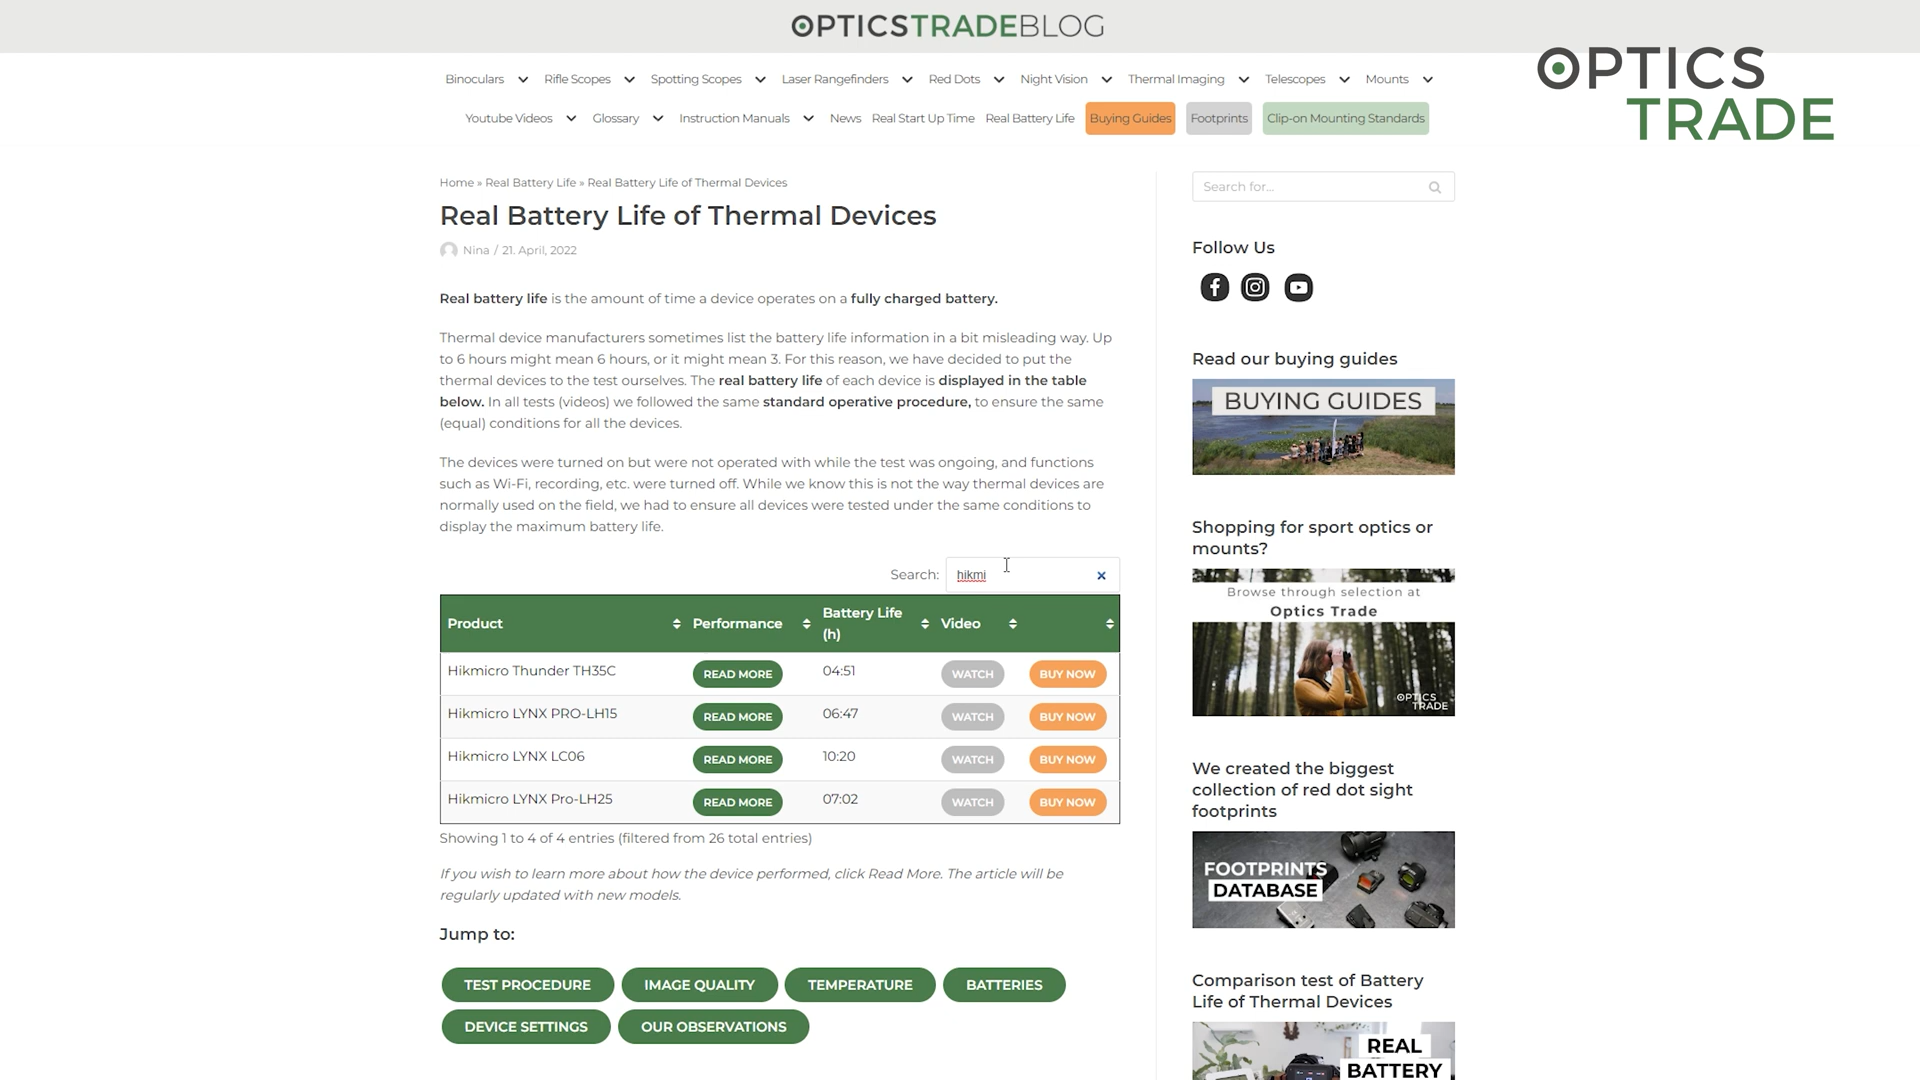 OPTICSTRADEBLOG
OPTICS
TRADE
Binoculars Rifle Scopes Spotting Scopes Laser Rangefinders Red Dots Night Vision Thermal Imaging Telescopes Mounts
Youtube Videos Glossary Instruction Manuals News Real Start Up Time Real Battery Life Buying Guides Footprints Clip-on Mounting Standards
Home » Real Battery Life » Real Battery Life of Thermal Devices
Real Battery Life of Thermal Devices
Nina / 21. April, 2022
Real battery life is the amount of time a device operates on a fully charged battery.
Thermal device manufacturers sometimes list the battery life information in a bit misleading way. Up
to 6 hours might mean 6 hours, or it might mean 3. For this reason, we have decided to put the
thermal devices to the test ourselves. The real battery life of each device is displayed in the table
below. In all tests (videos) we followed the same standard operative procedure, to ensure the same
(equal) conditions for all the devices.
The devices were turned on but were not operated with while the test was ongoing, and functions
such as Wi-Fi, recording, etc. were turned off. While we know this is not the way thermal devices are
normally used on the field, we had to ensure all devices were tested under the same conditions to
display the maximum battery life.
Search: hikmi
Product Performance Battery Life (h) Video
Hikmicro Thunder TH35C READ MORE 04:51 WATCH BUY NOW
Hikmicro LYNX PRO-LH15 READ MORE 06:47 WATCH BUY NOW
Hikmicro LYNX LC06 READ MORE 10:20 WATCH BUY NOW
Hikmicro LYNX Pro-LH25 READ MORE 07:02 WATCH BUY NOW
Showing 1 to 4 of 4 entries (filtered from 26 total entries)
If you wish to learn more about how the device performed, click Read More. The article will be
regularly updated with new models.
Jump to:
TEST PROCEDURE IMAGE QUALITY TEMPERATURE BATTERIES
DEVICE SETTINGS OUR OBSERVATIONS
Search for...
Follow Us
Read our buying guides
BUYING GUIDES
Shopping for sport optics or
mounts?
Browse through selection at
Optics Trade
OPTICS
TRADE
We created the biggest
collection of red dot sight
footprints
FOOTPRINTS
DATABASE
Comparison test of Battery
Life of Thermal Devices
REAL
BATTERY